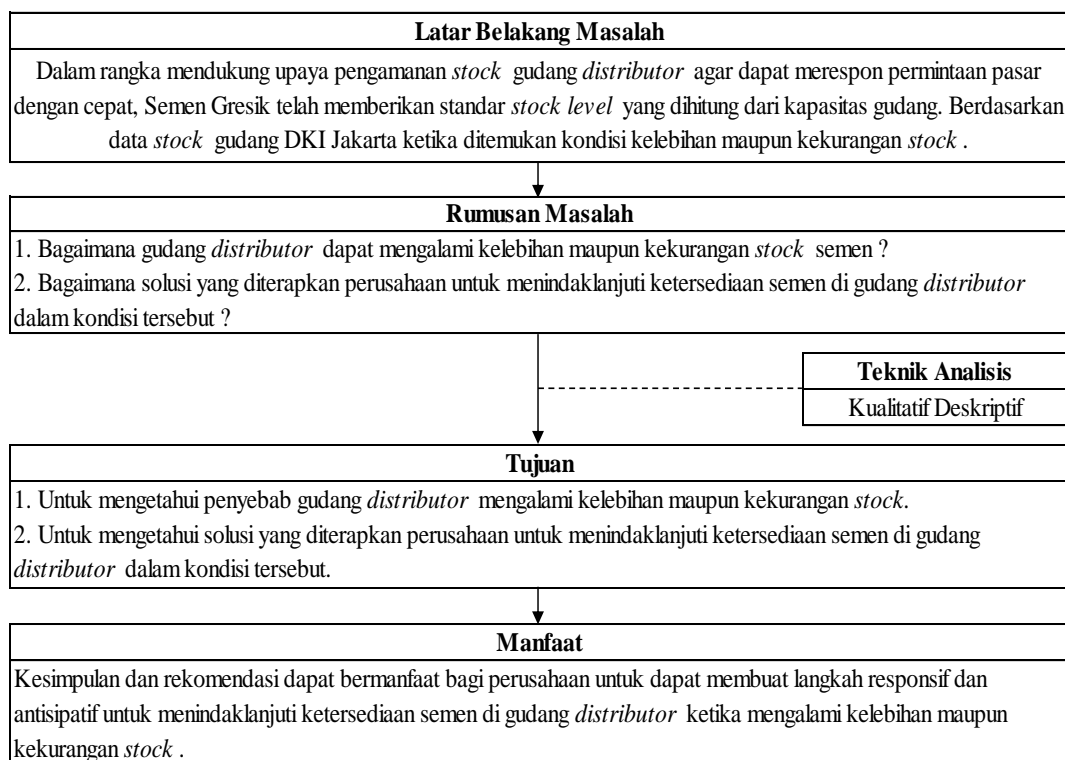 Latar Belakang Masalah
Dalam rangka mendukung upaya pengamanan stock gudang distributor agar dapat merespon permintaan pasar
dengan cepat, Semen Gresik telah memberikan standar stock level yang dihitung dari kapasitas gudang. Berdasarkan
data stock gudang DKI Jakarta ketika ditemukan kondisi kelebihan maupun kekurangan stock .
Rumusan Masalah
1. Bagaimana gudang distributor dapat mengalami kelebihan maupun kekurangan stock semen ?
2. Bagaimana solusi yang diterapkan perusahaan untuk menindaklanjuti ketersediaan semen di gudang distributor
dalam kondisi tersebut ?
Teknik Analisis
Kualitatif Deskriptif
Tujuan
1. Untuk mengetahui penyebab gudang distributor mengalami kelebihan maupun kekurangan stock.
2. Untuk mengetahui solusi yang diterapkan perusahaan untuk menindaklanjuti ketersediaan semen di gudang
distributor dalam kondisi tersebut.
Manfaat
Kesimpulan dan rekomendasi dapat bermanfaat bagi perusahaan untuk dapat membuat langkah responsif dan
antisipatif untuk menindaklanjuti ketersediaan semen di gudang distributor ketika mengalami kelebihan maupun
kekurangan stock .